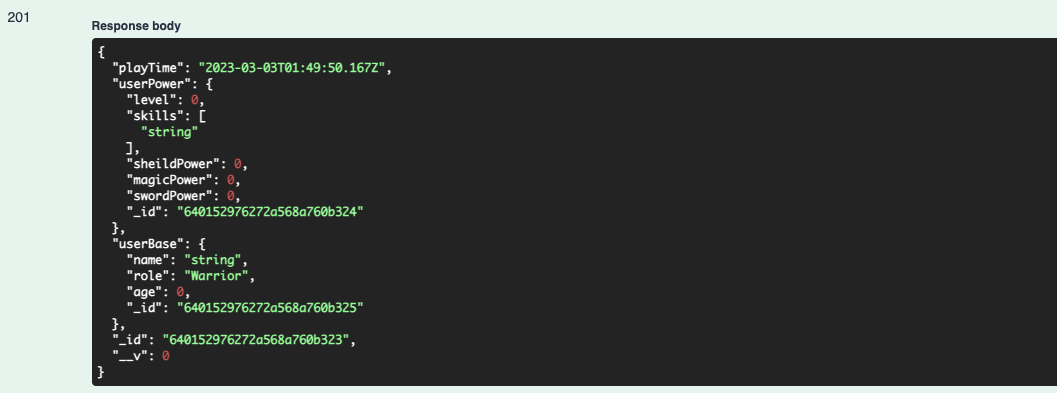 201
Response body
{
  "playTime": "2023-03-03T01:49:50.167Z",
  "userPower": {
    "level": 0,
    "skills": [
      "string"
    ],
    "sheildPower": 0,
    "magicPower": 0,
    "swordPower": 0,
    "_id": "640152976272a568a760b324"
  },
  "userBase": {
    "name": "string",
    "role": "Warrior",
    "age": 0,
    "_id": "640152976272a568a760b325"
  },
  "_id": "640152976272a568a760b323",
  "__v": 0
}